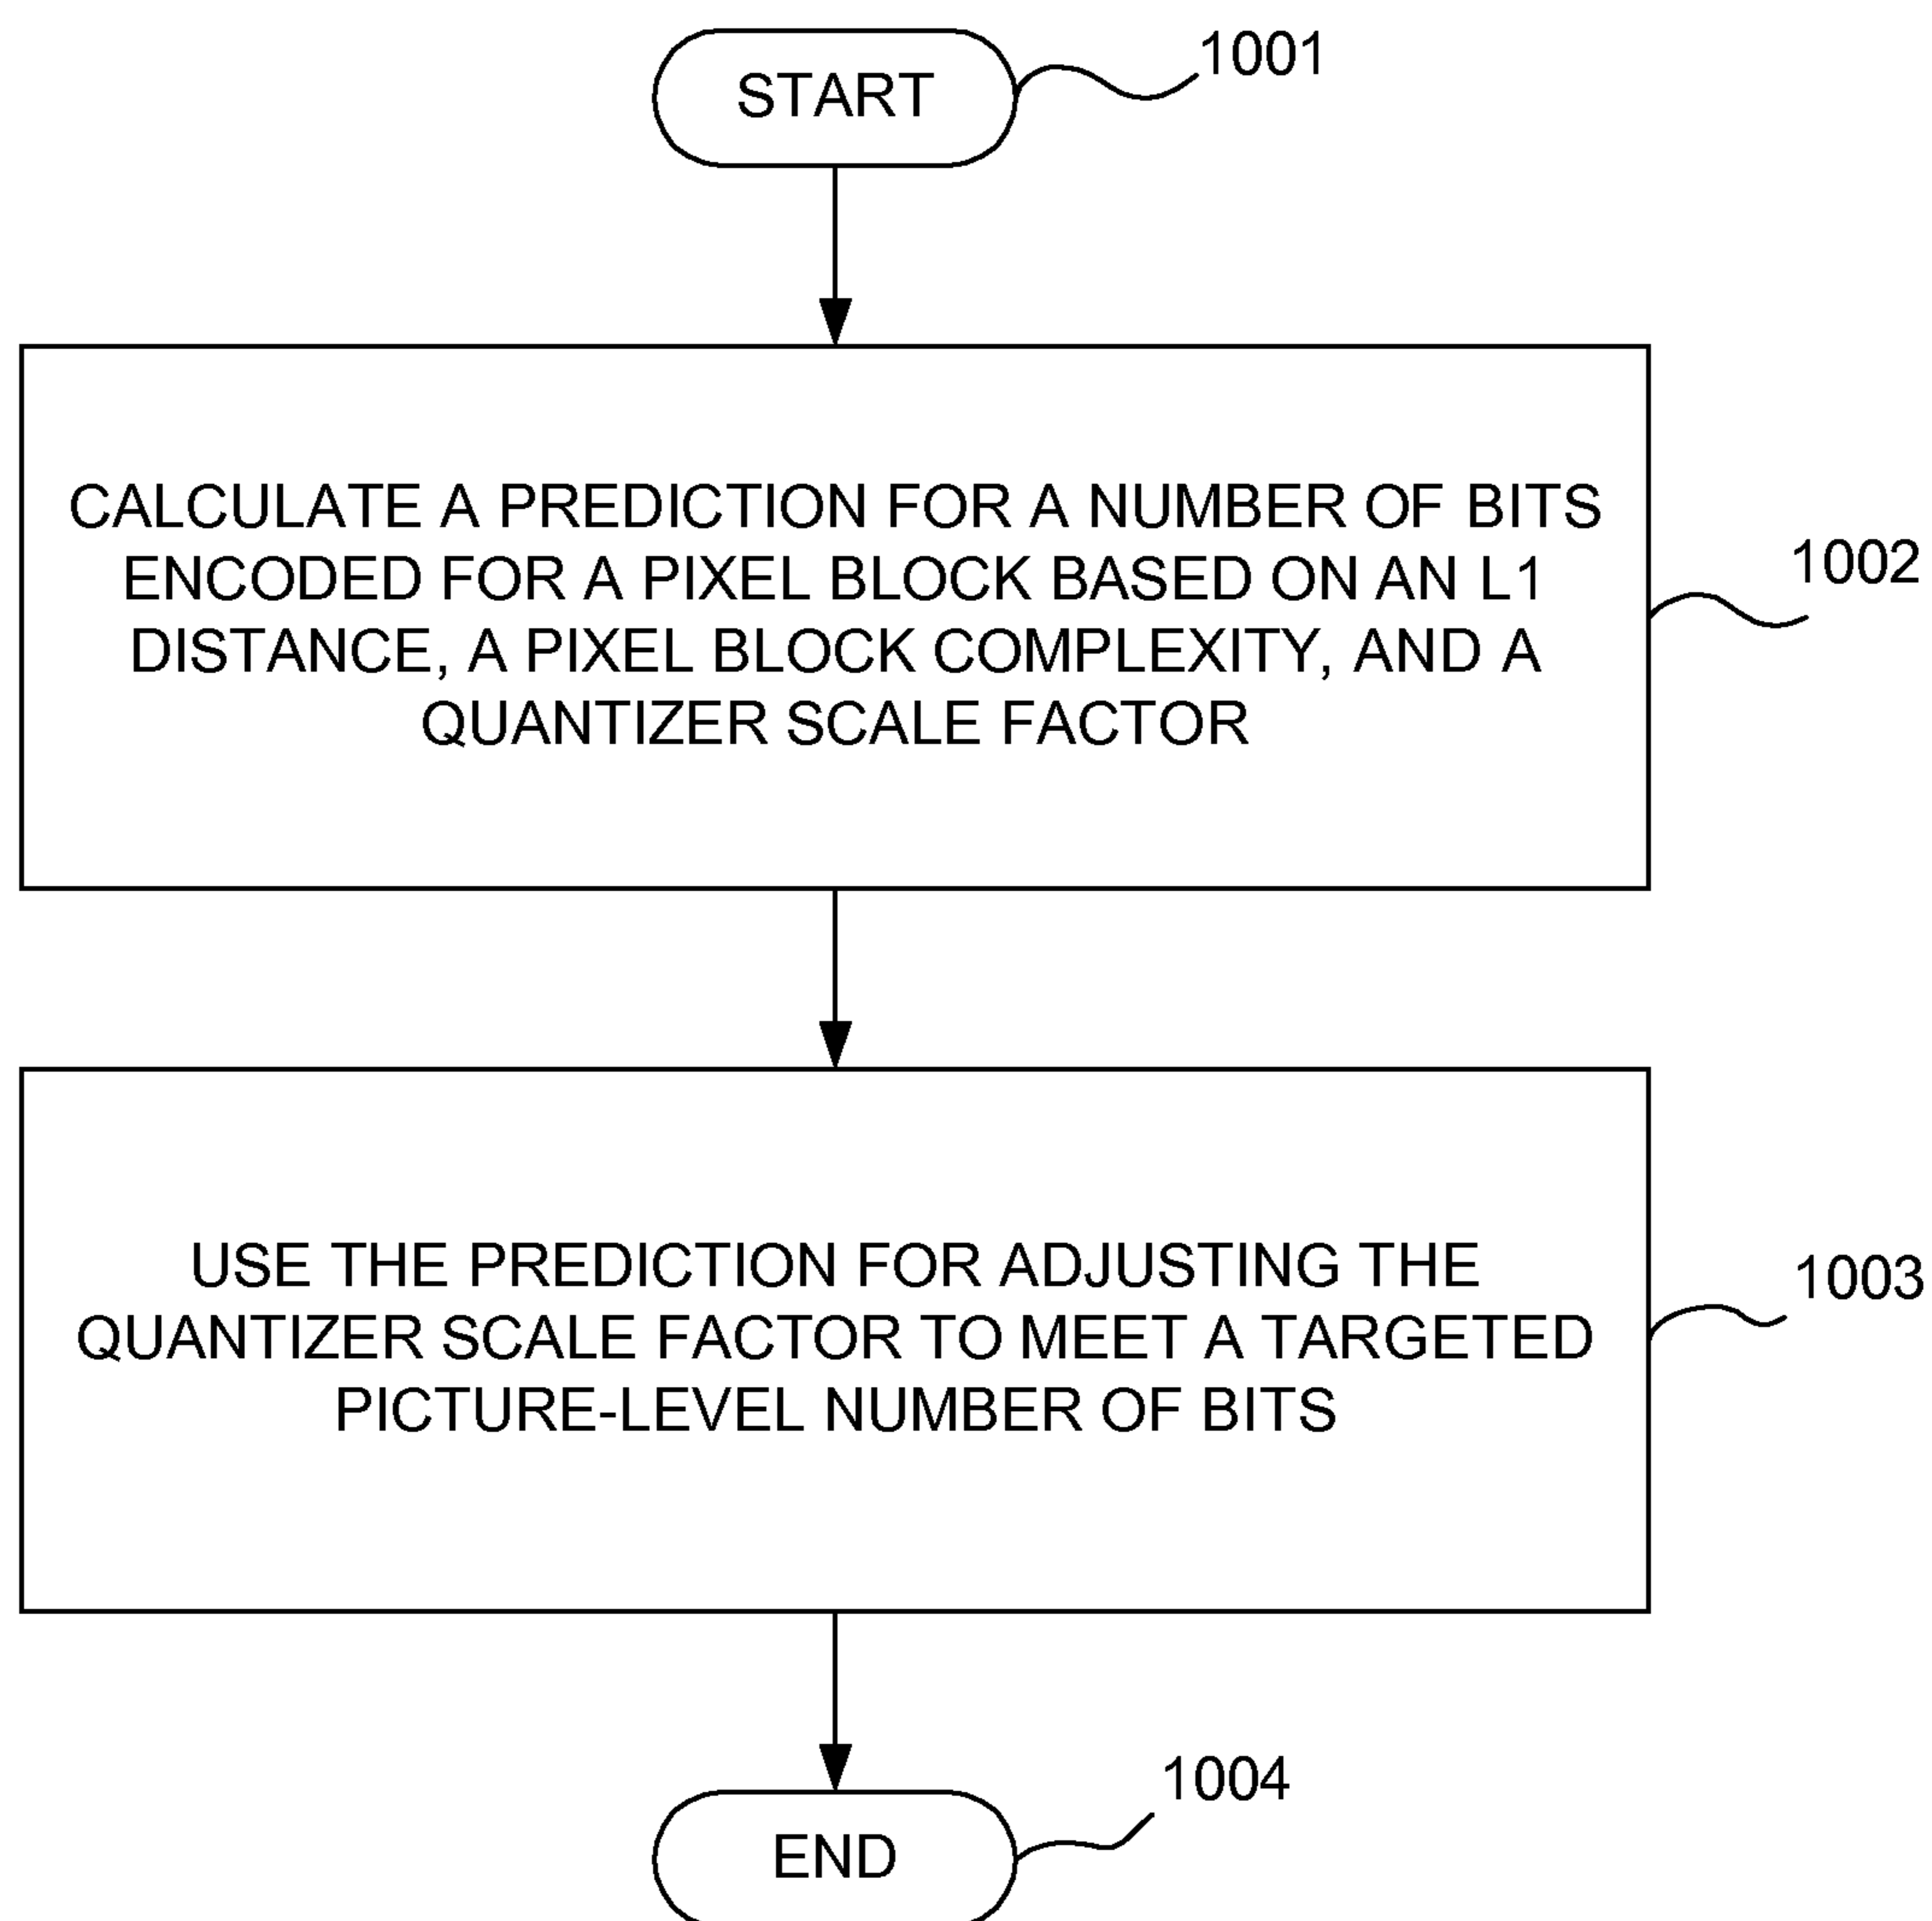 START
1001
CALCULATE A PREDICTION FOR A NUMBER OF BITS
ENCODED FOR A PIXEL BLOCK BASED ON AN L1
DISTANCE, A PIXEL BLOCK COMPLEXITY, AND A
QUANTIZER SCALE FACTOR
1002
USE THE PREDICTION FOR ADJUSTING THE
QUANTIZER SCALE FACTOR TO MEET A TARGETED
PICTURE-LEVEL NUMBER OF BITS
1003
END
1004